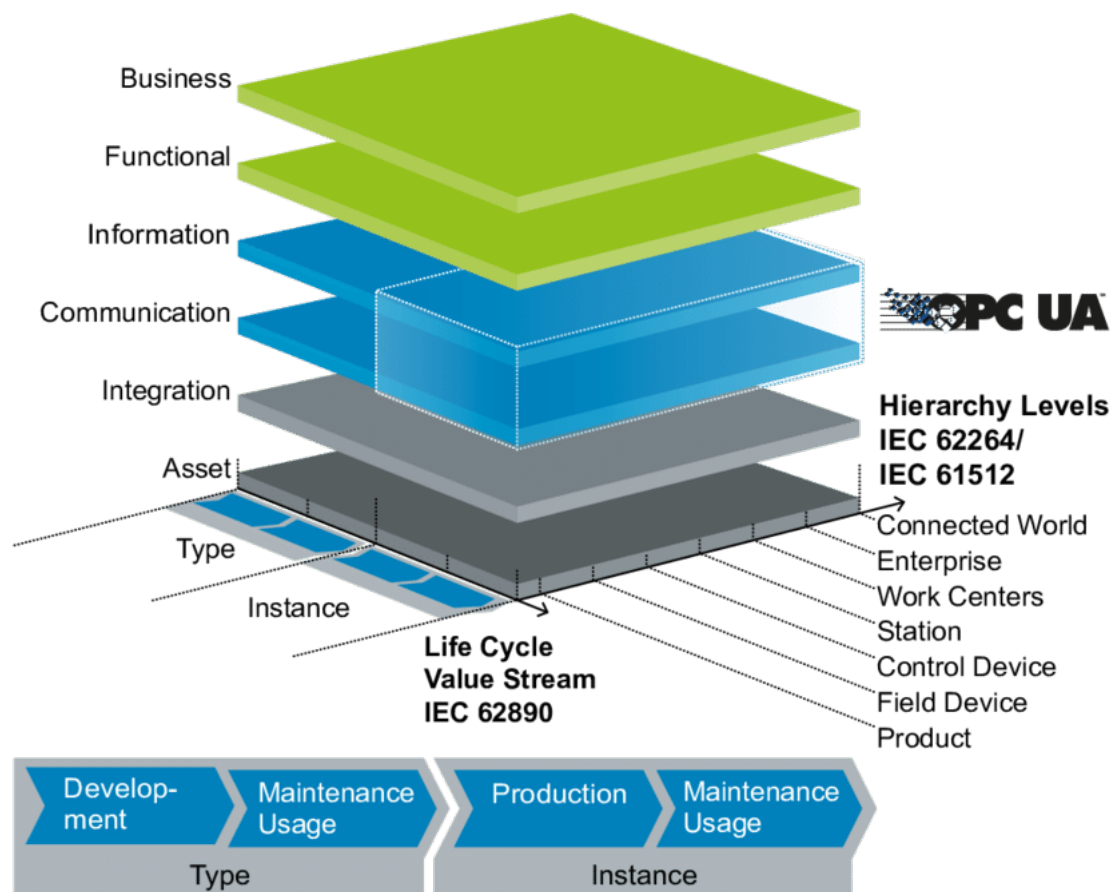 Business
Functional
Information
Communication
Integration
Asset
OPC UA™
Hierarchy Levels
IEC 62264/
IEC 61512
Connected World
Enterprise
Work Centers
Station
Control Device
Field Device
Product
Type
Instance
Life Cycle
Value Stream
IEC 62890
Develop-
ment
Maintenance
Usage
Production
Maintenance
Usage
Type
Instance